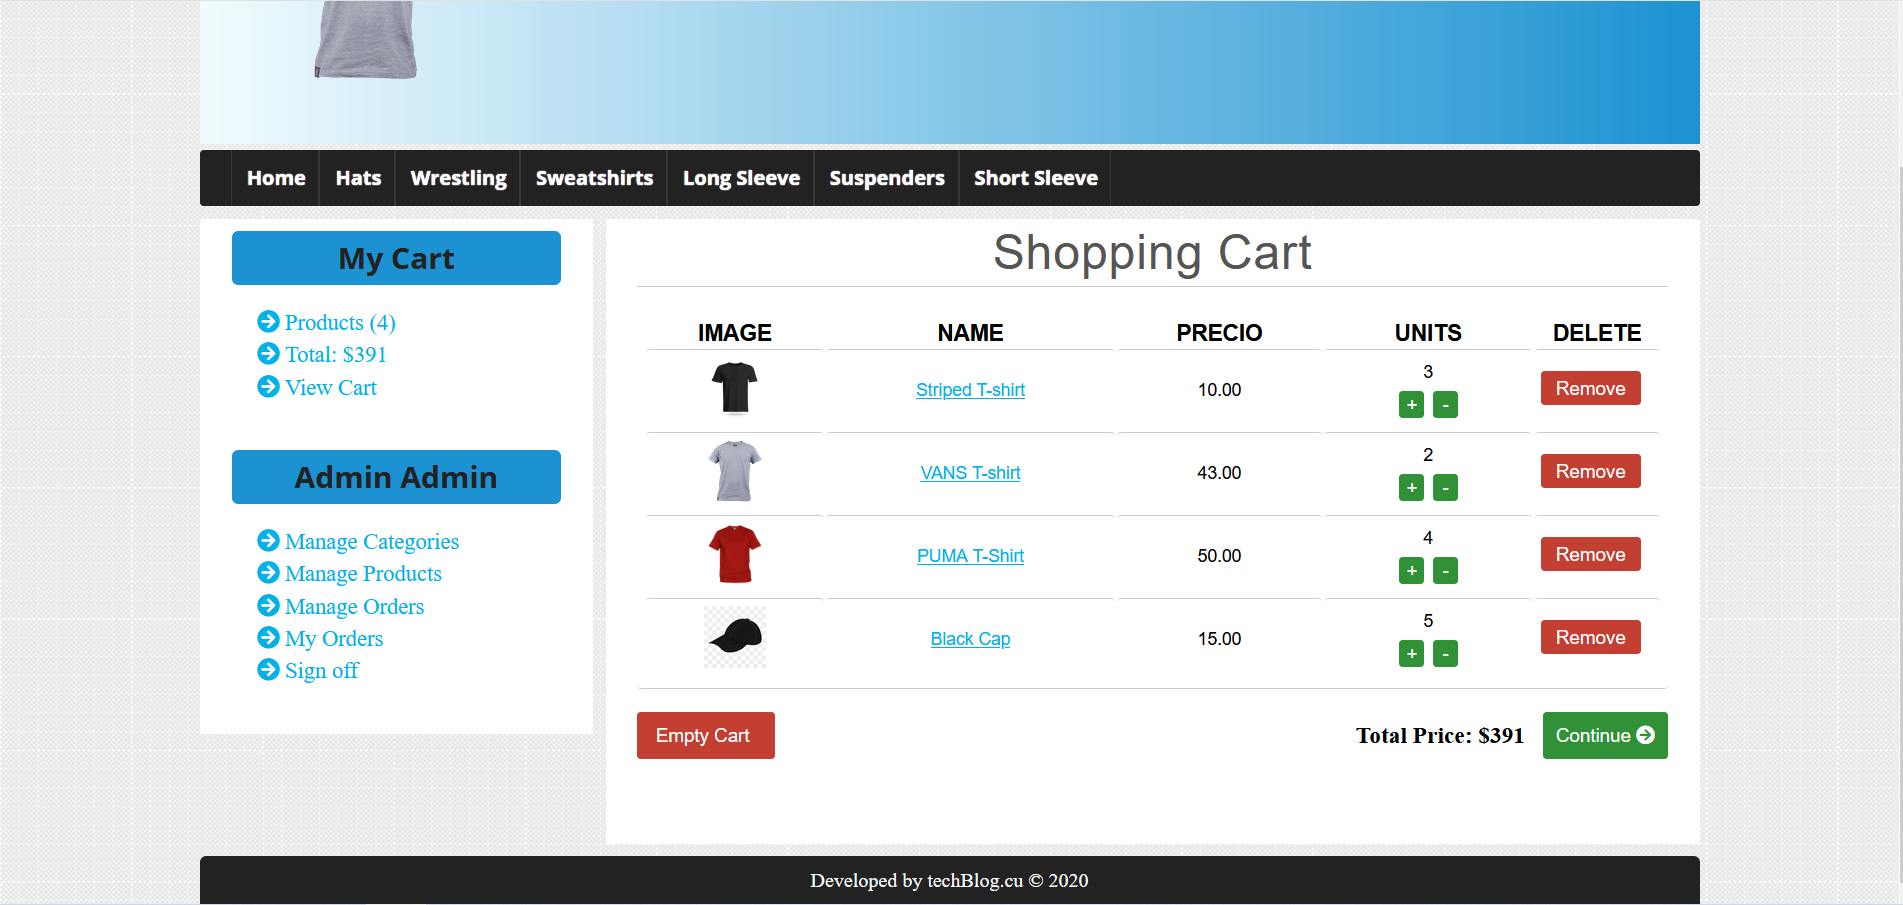 Home Hats Wrestling Sweatshirts Long Sleeve Suspenders Short Sleeve
My Cart
Products (4)
Total: $391
View Cart
Admin Admin
Manage Categories
Manage Products
Manage Orders
My Orders
Sign off
Shopping Cart
IMAGE NAME PRECIO UNITS DELETE
Striped T-shirt 10.00 3 + - Remove
VANS T-shirt 43.00 2 + - Remove
PUMA T-Shirt 50.00 4 + - Remove
Black Cap 15.00 5 + - Remove
Empty Cart Total Price: $391 Continue
Developed by techBlog.cu © 2020